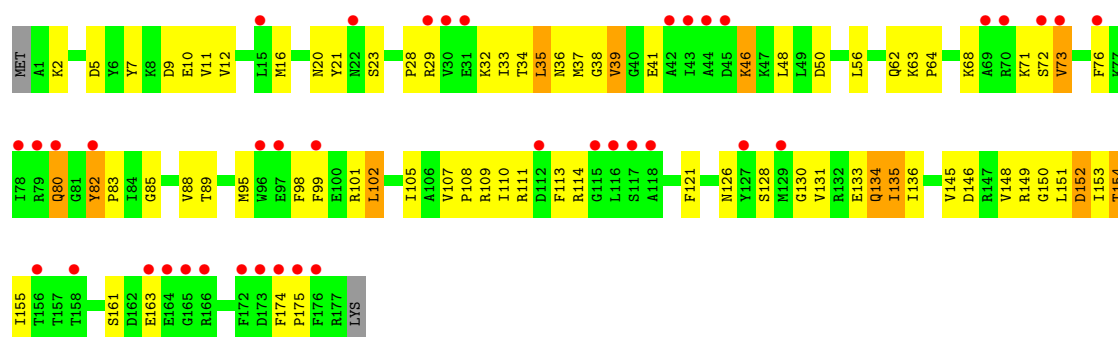 MET A1 K2 D5 Y6 Y7 K8 D9 E10 V11 V12 L15 M16 N20 Y21 N22 S23 P28 R29 V30 E31 K32 I33 T34 L35 N36 M37 G38 V39 G40 E41 A42 I43 A44 D45 K46 K47 L48 L49 D50 L56 Q62 K63 P64 K68 A69 R70 K71 S72 V73 F76 K77
I78 R79 Q80 G81 Y82 P83 I84 G85 V88 T89 M95 W96 E97 F98 F99 E100 R101 L102 I105 A106 V107 P108 R109 I110 R111 D112 F113 R114 G115 L116 S117 A118 F121 N126 Y127 S128 M129 G130 V131 R132 E133 Q134 I135 I136 V145 D146 R147 V148 R149 G150 L151 D152 I153 T154
I155 T156 T157 T158 S161 D162 E163 E164 G165 R166 F172 D173 F174 P175 F176 R177 LYS